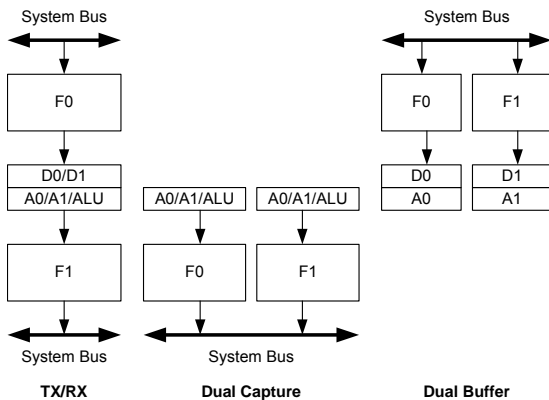 System Bus
System Bus
F0
F0
F1
D0/D1
A0/A1/ALU
D0
A0
D1
A1
A0/A1/ALU
A0/A1/ALU
F1
F0
F1
System Bus
System Bus
TX/RX
Dual Capture
Dual Buffer